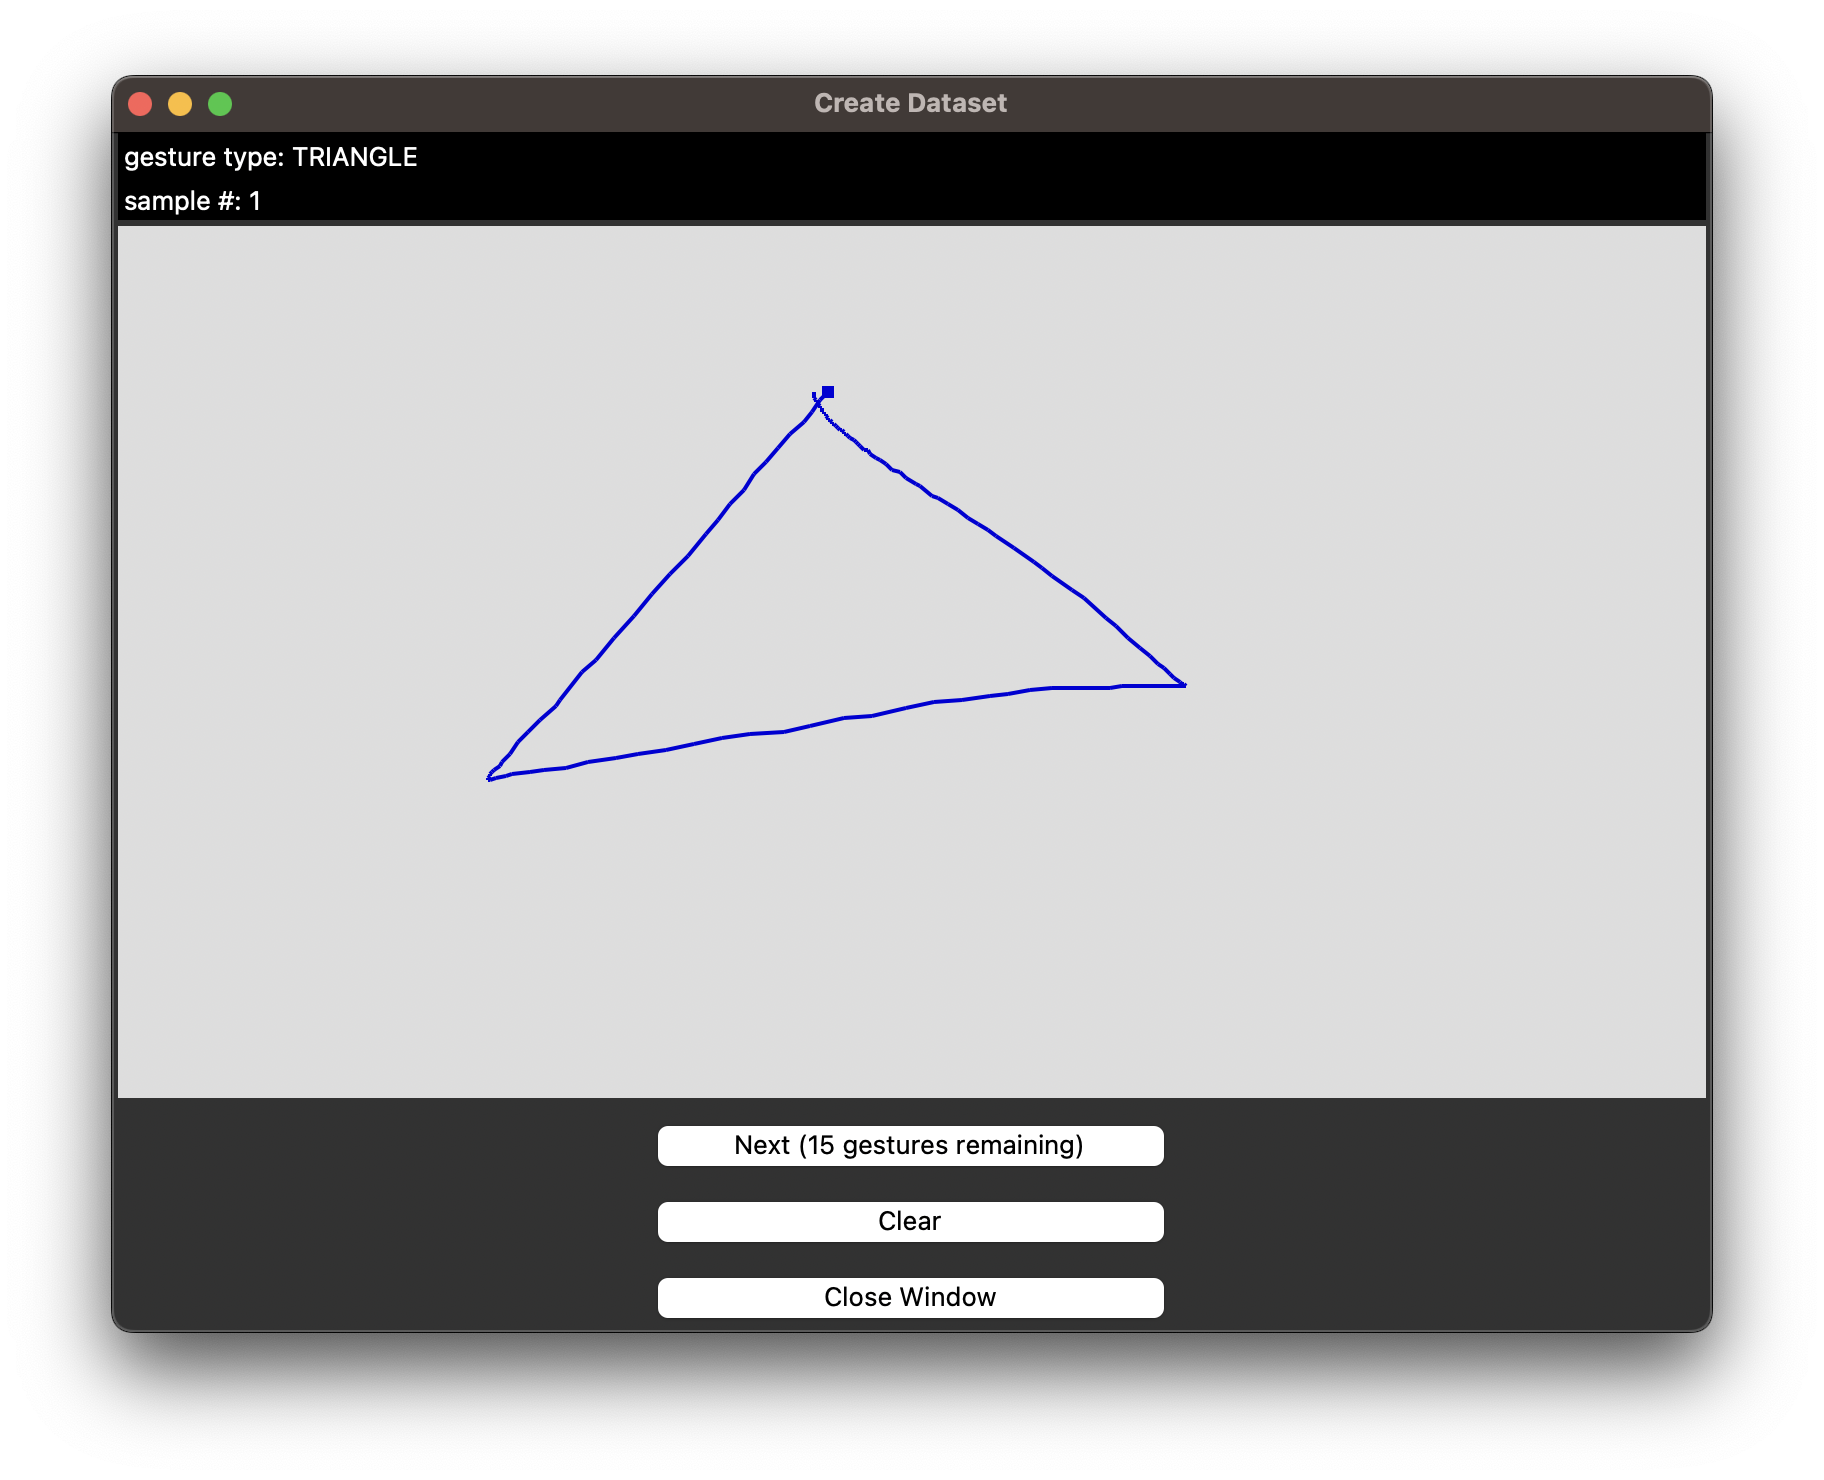 Create Dataset
gesture type: TRIANGLE
sample #: 1
Next (15 gestures remaining)
Clear
Close Window